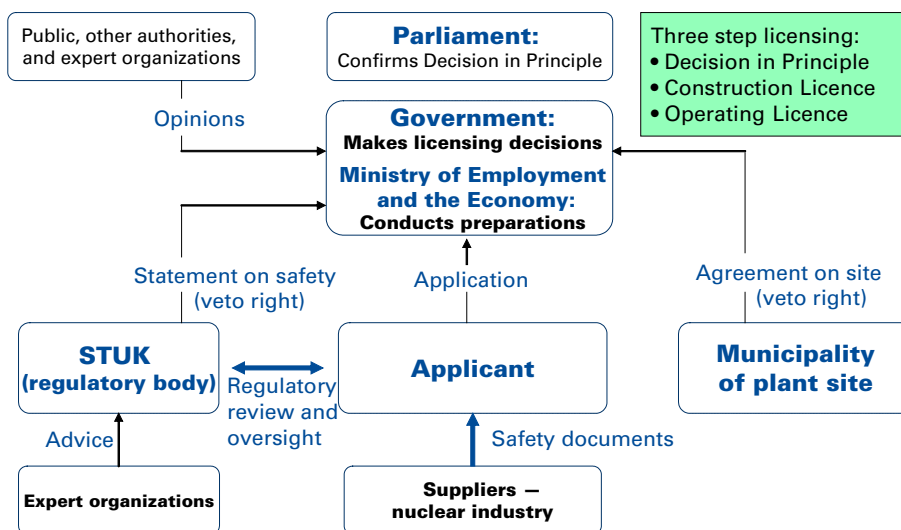 Public, other authorities,
and expert organizations
Parliament:
Confirms Decision in Principle
Three step licensing:
• Decision in Principle
• Construction Licence
• Operating Licence
Opinions
Government:
Makes licensing decisions
Ministry of Employment
and the Economy:
Conducts preparations
Statement on safety
(veto right)
Application
Agreement on site
(veto right)
STUK
(regulatory body)
Regulatory
review and
oversight
Applicant
Municipality
of plant site
Advice
Safety documents
Expert organizations
Suppliers —
nuclear industry